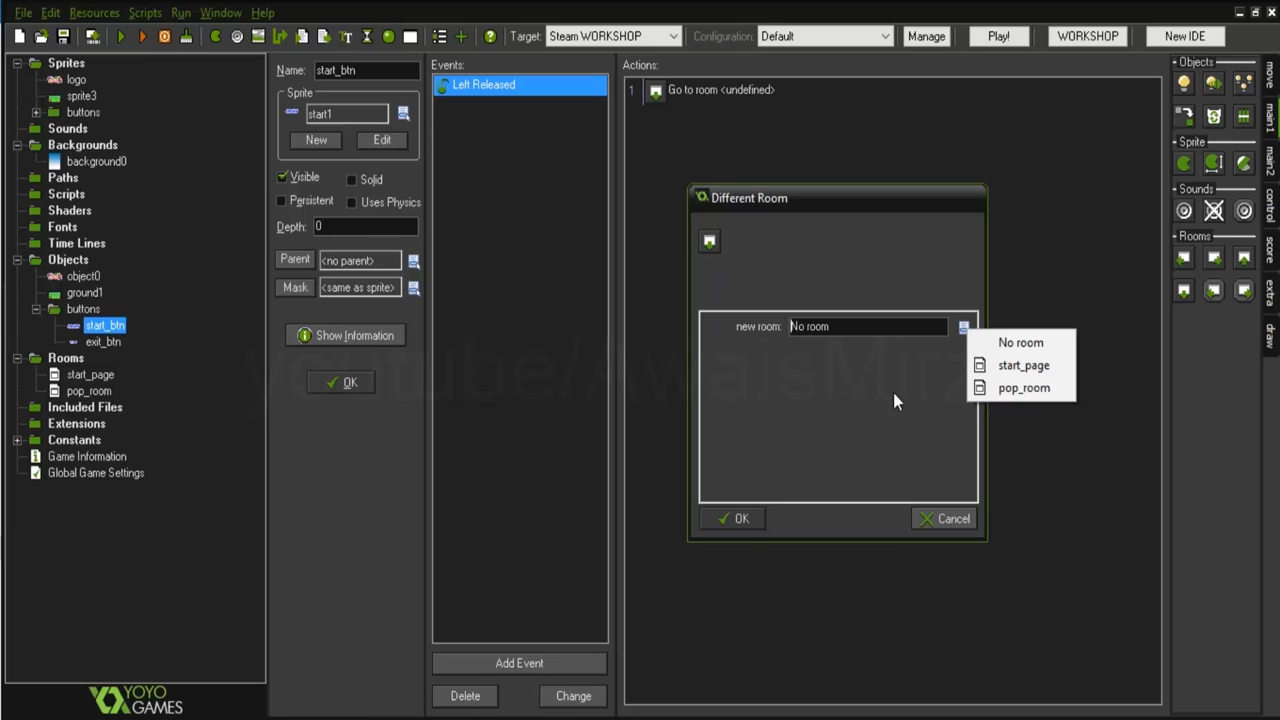 File Edit Resources Scripts Run Window Help
Target: Steam WORKSHOP Configuration: Default Manage Play! WORKSHOP New IDE
Sprites
logo
sprite3
buttons
Sounds
Backgrounds
background0
Paths
Scripts
Shaders
Fonts
Time Lines
Objects
object0
ground1
buttons
start_btn
exit_btn
Rooms
start_page
pop_room
Included Files
Extensions
Constants
Game Information
Global Game Settings
YOYO
GAMES
Name: start_btn
Sprite
start1
New Edit
Visible Solid
Persistent Uses Physics
Depth: 0
Parent <no parent>
Mask <same as sprite>
Show Information
OK
Events:
Left Released
Add Event
Delete Change
Actions:
1 Go to room <undefined>
Different Room
new room: No room
No room
start_page
pop_room
OK Cancel
Objects
Sprite
Sounds
Rooms
move
main1
main2
control
score
extra
draw